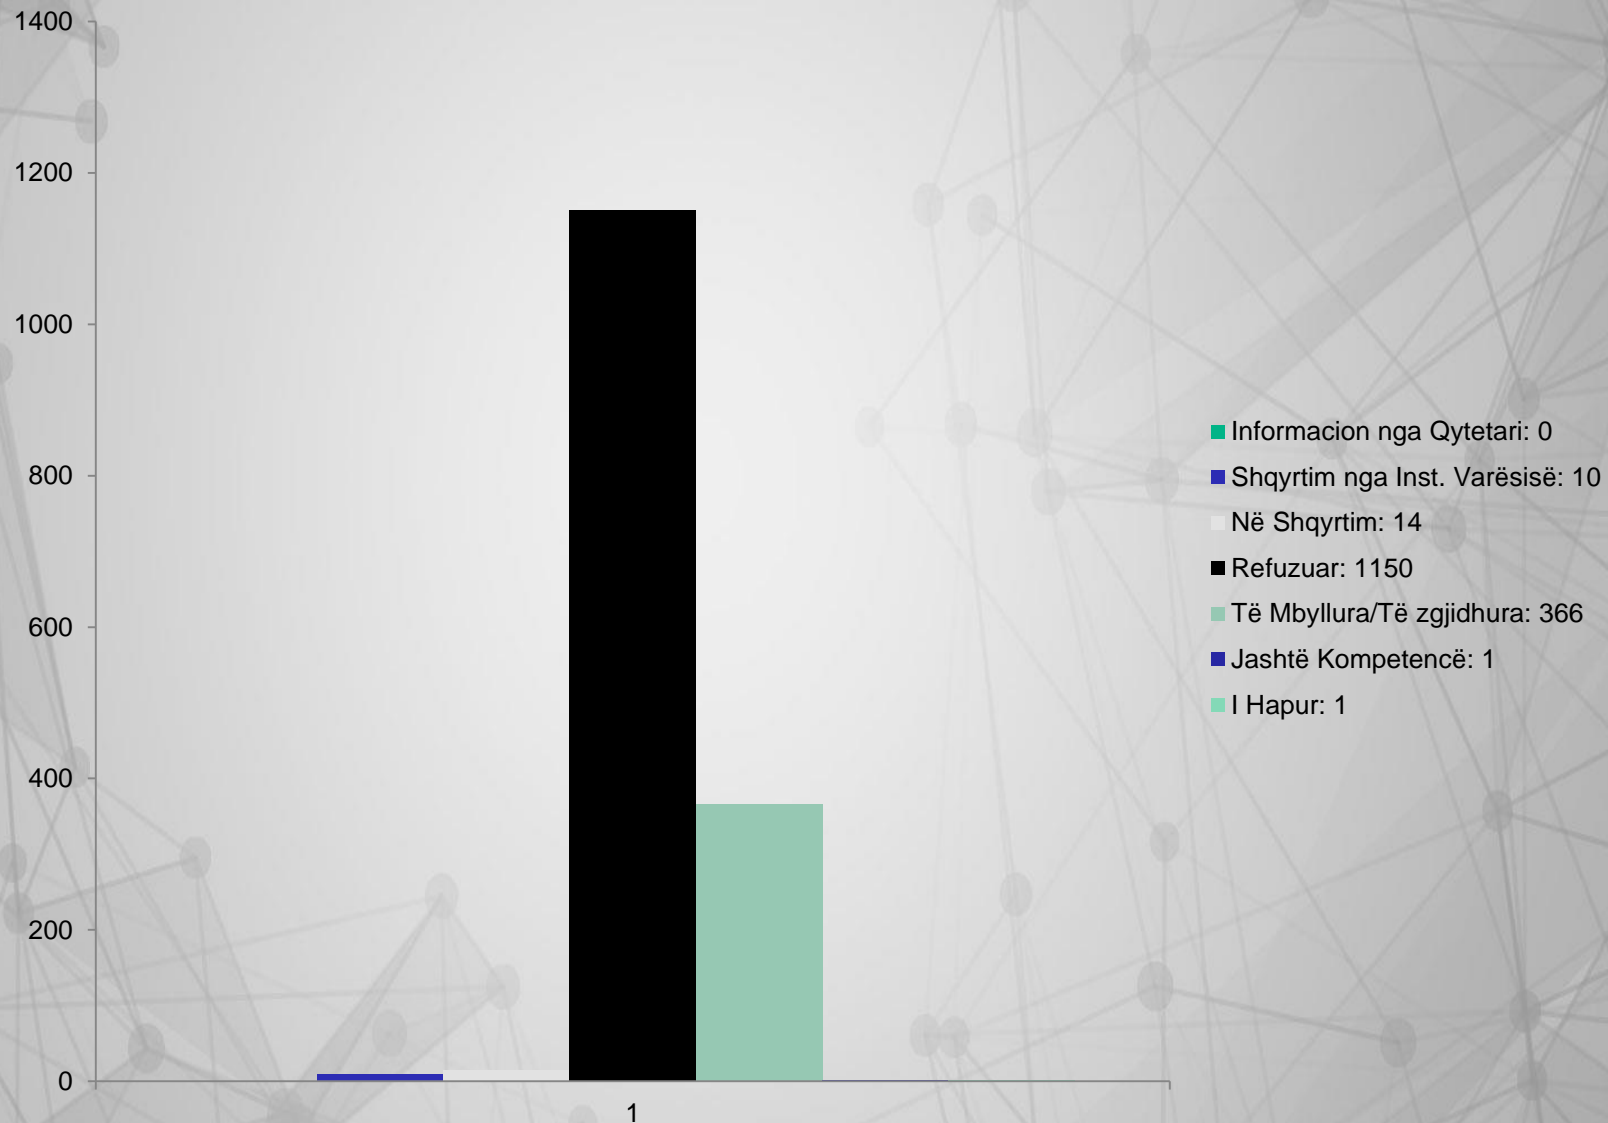 1400
1200
1000
800
600
400
200
0
1
Informacion nga Qytetari: 0
Shqyrtim nga Inst. Varësisë: 10
Në Shqyrtim: 14
Refuzuar: 1150
Të Mbyllura/Të zgjidhura: 366
Jashtë Kompetencë: 1
I Hapur: 1